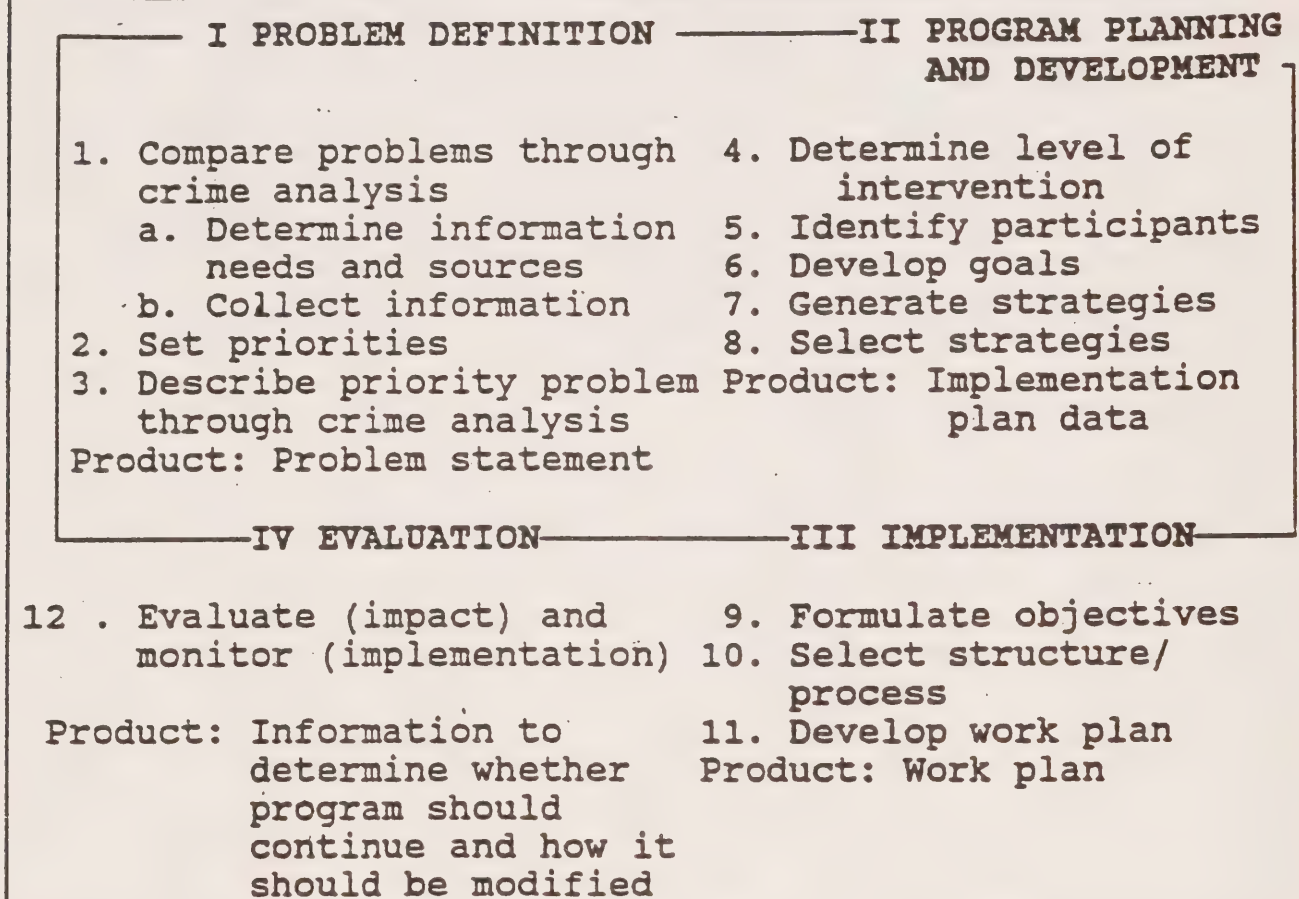 I PROBLEM DEFINITION
II PROGRAM PLANNING
AND DEVELOPMENT
1. Compare problems through
crime analysis
a. Determine information
needs and sources
b. Collect information
2. Set priorities
3. Describe priority problem
through crime analysis
Product: Problem statement
4. Determine level of
intervention
5. Identify participants
6. Develop goals
7. Generate strategies
8. Select strategies
Product: Implementation
plan data
IV EVALUATION
III IMPLEMENTATION
12 . Evaluate (impact) and
monitor (implementation)
Product: Information to
determine whether
program should
continue and how it
should be modified
9. Formulate objectives
10. Select structure/
process
11. Develop work plan
Product: Work plan